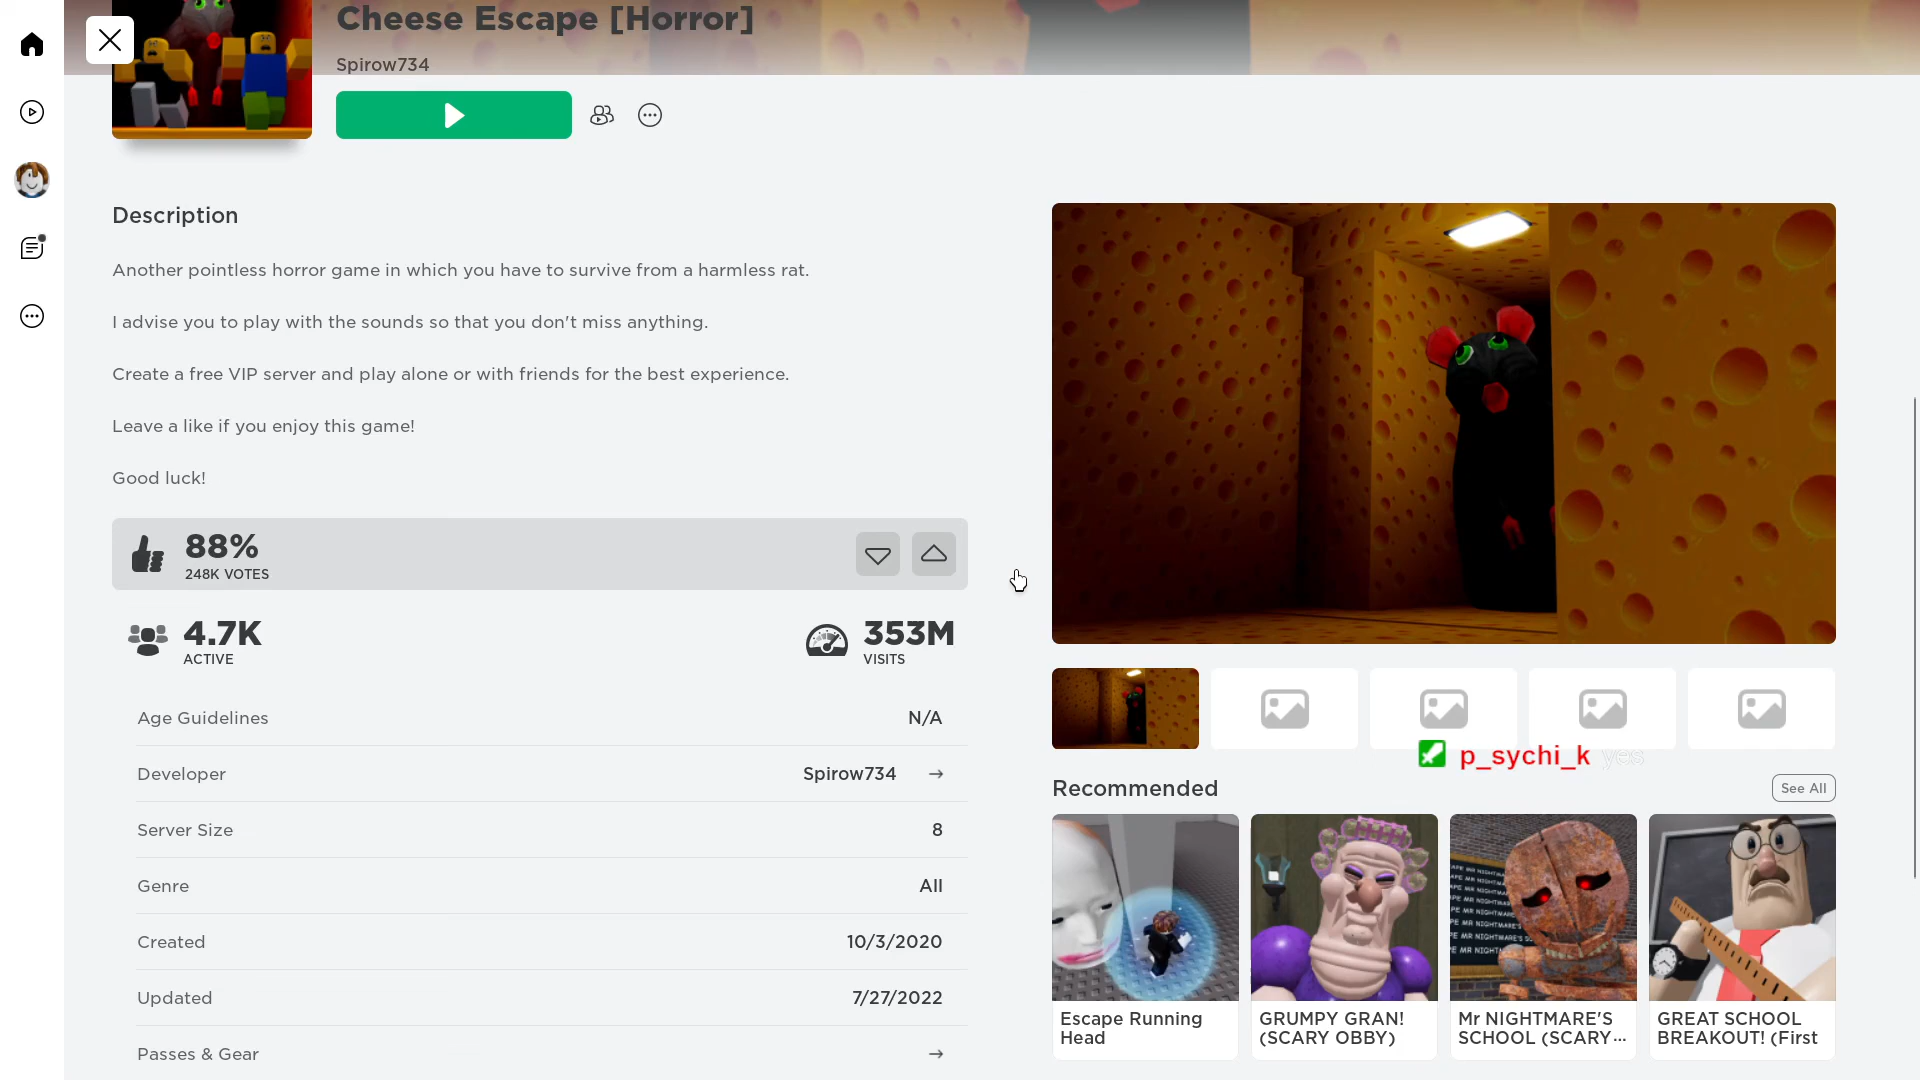 Cheese Escape [Horror]
Spirow734
Description
Another pointless horror game in which you have to survive from a harmless rat.
I advise you to play with the sounds so that you don't miss anything.
Create a free VIP server and play alone or with friends for the best experience.
Leave a like if you enjoy this game!
Good luck!
88%
248K VOTES
4.7K
ACTIVE
353M
VISITS
Age Guidelines N/A
Developer Spirow734
Server Size 8
Genre All
Created 10/3/2020
Updated 7/27/2022
Passes & Gear
p_sychi_k yes
Recommended
See All
Escape Running
Head
GRUMPY GRAN!
(SCARY OBBY)
Mr NIGHTMARE'S
SCHOOL (SCARY...
GREAT SCHOOL
BREAKOUT! (First